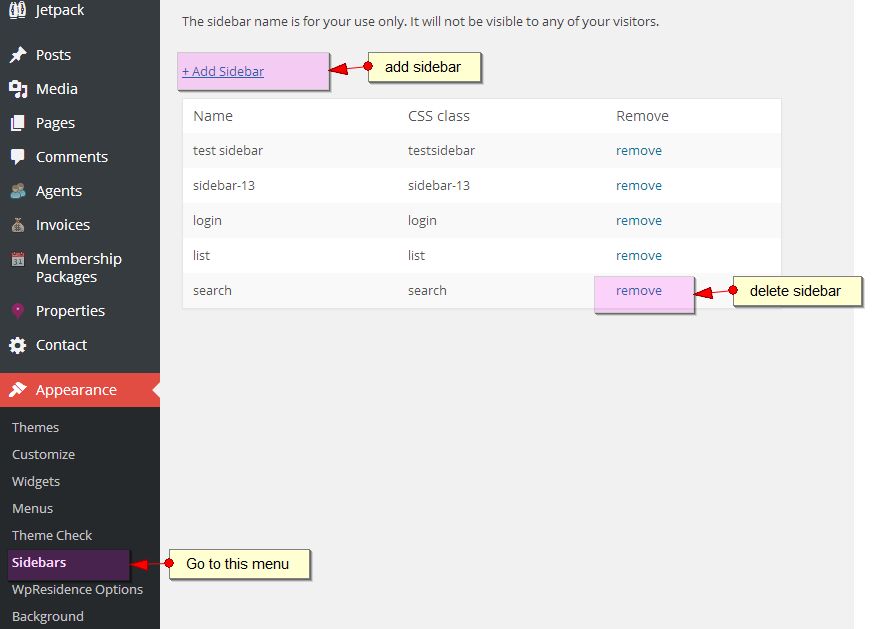 Jetpack
Posts
Media
Pages
Comments
Agents
Invoices
31
Membership
Packages
Properties
Contact
Appearance
Themes
Customize
Widgets
Menus
Theme Check
Sidebars
WpResidence Options
Background
The sidebar name is for your use only. It will not be visible to any of your visitors.
+ Add Sidebar
add sidebar
Name CSS class Remove
test sidebar testsidebar remove
sidebar-13 sidebar-13 remove
login login remove
list list remove
search search remove
delete sidebar
Go to this menu